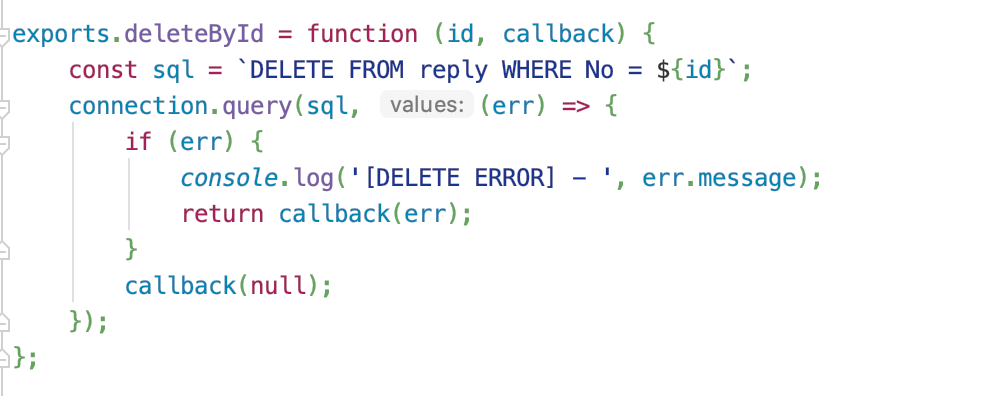 exports.deleteById = function (id, callback) {
    const sql = `DELETE FROM reply WHERE No = ${id}`;
    connection.query(sql, values: (err) => {
        if (err) {
            console.log('[DELETE ERROR] – ', err.message);
            return callback(err);
        }
        callback(null);
    });
};